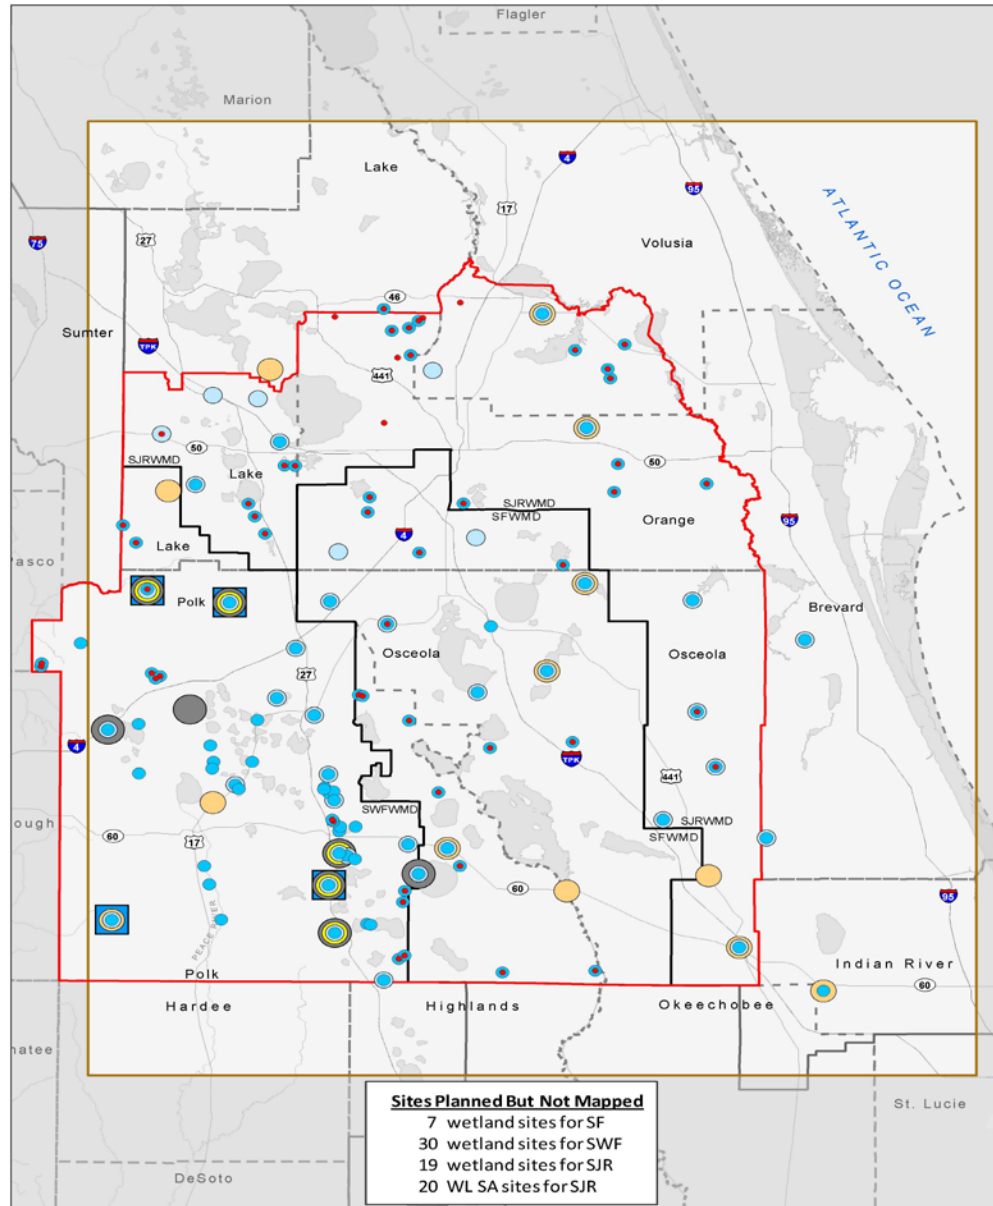 Flagler
Marion
Lake
4
17
95
ATLANTIC OCEAN
75
27
Volusia
46
Sumter
TPK
441
50
SJRWMD
Lake
50
SJRWMD
SFWMD
Orange
95
4
Lake
Pasco
Polk
Brevard
Osceola
Osceola
27
4
TPK
441
SWFWMD
SJRWMD
SFWMD
ough
60
17
60
95
PEACE RIVER
Indian River
Polk
60
Hardee
Highlands
Okeechobee
natee
Sites Planned But Not Mapped
7 wetland sites for SF
30 wetland sites for SWF
19 wetland sites for SJR
20 WL SA sites for SJR
St. Lucie
DeSoto